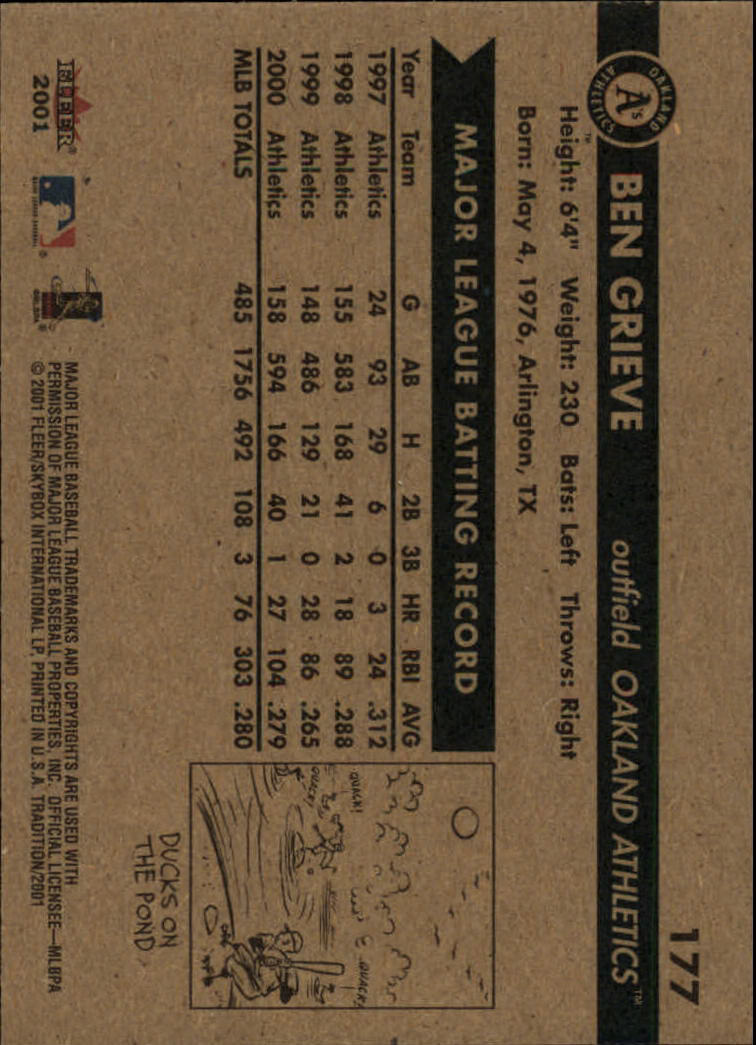 177
BEN GRIEVE outfield OAKLAND ATHLETICS™
OAKLAND ATHLETICS A's ™
Height: 6'4" Weight: 230 Bats: Left Throws: Right
Born: May 4, 1976, Arlington, TX
MAJOR LEAGUE BATTING RECORD
Year Team G AB H 2B 3B HR RBI AVG
1997 Athletics 24 93 29 6 0 3 24 .312
1998 Athletics 155 583 168 41 2 18 89 .288
1999 Athletics 148 486 129 21 0 28 86 .265
2000 Athletics 158 594 166 40 1 27 104 .279
MLB TOTALS 485 1756 492 108 3 76 303 .280
QUACK!
QUACK!
QUACK!
DUCKS ON
THE POND
FLEER®
2001
MAJOR LEAGUE BASEBALL TRADEMARKS AND COPYRIGHTS ARE USED WITH
PERMISSION OF MAJOR LEAGUE BASEBALL PROPERTIES, INC. OFFICIAL LICENSEE—MLBPA
© 2001 FLEER/SKYBOX INTERNATIONAL LP, PRINTED IN U.S.A. TRADITION/2001